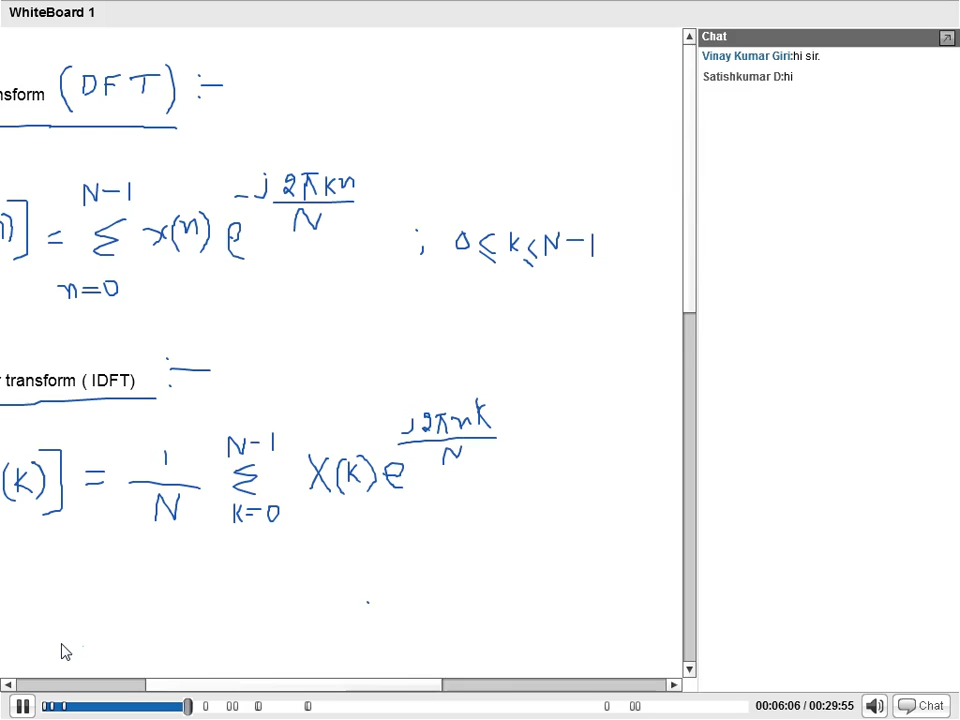 WhiteBoard 1
Chat
Vinay Kumar Giri:hi sir.
Satishkumar D:hi
nsform (DFT) :-
n)] = N-1 Σ n=0 x(n) e -j2πkn/N ; 0 ≤ k ≤ N-1
r transform ( IDFT) :-
(k)] = 1/N N-1 Σ k=0 X(k) e j2πnk/N
00:06:06 / 00:29:55
Chat